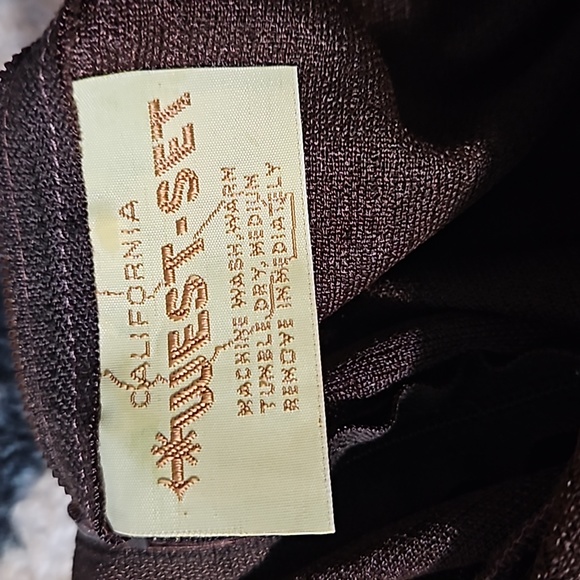 CALIFORNIA
WEST-SET
MACHINE WASH, WARM
TUMBLE DRY, MEDIUM
REMOVE IMMEDIATELY